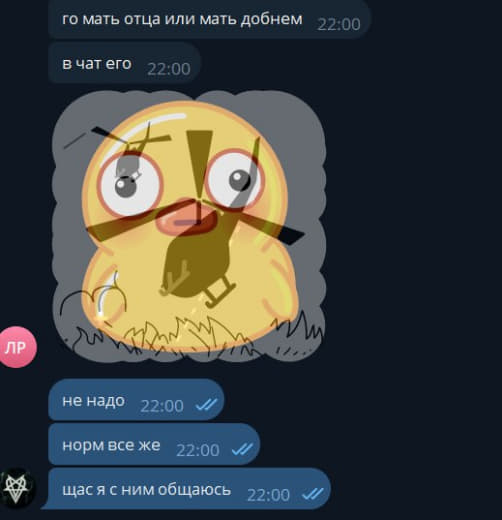 го мать отца или мать добнем 22:00
в чат его 22:00
ЛР
не надо 22:00
норм все же 22:00
щас я с ним общаюсь 22:00